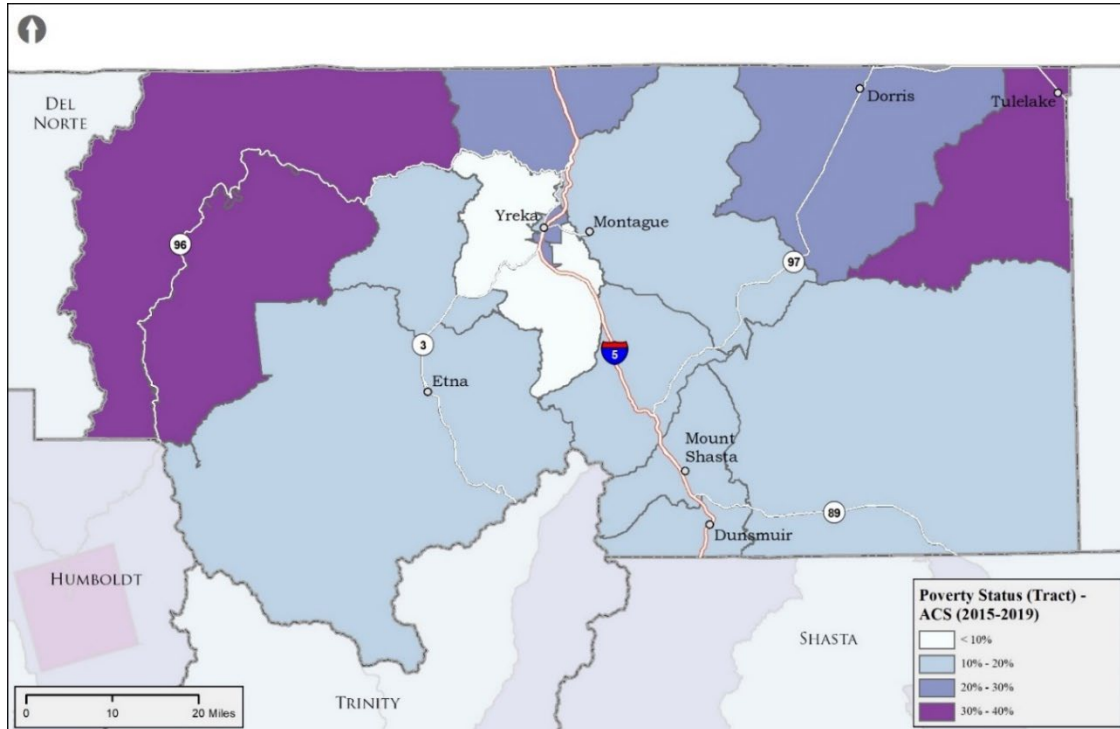 DEL
NORTE
Dorris
Tulelake
Yreka
Montague
96
97
3
5
Etna
Mount
Shasta
89
Dunsmuir
HUMBOLDT
SHASTA
TRINITY
Poverty Status (Tract) -
ACS (2015-2019)
< 10%
10% - 20%
20% - 30%
30% - 40%
0 10 20 Miles